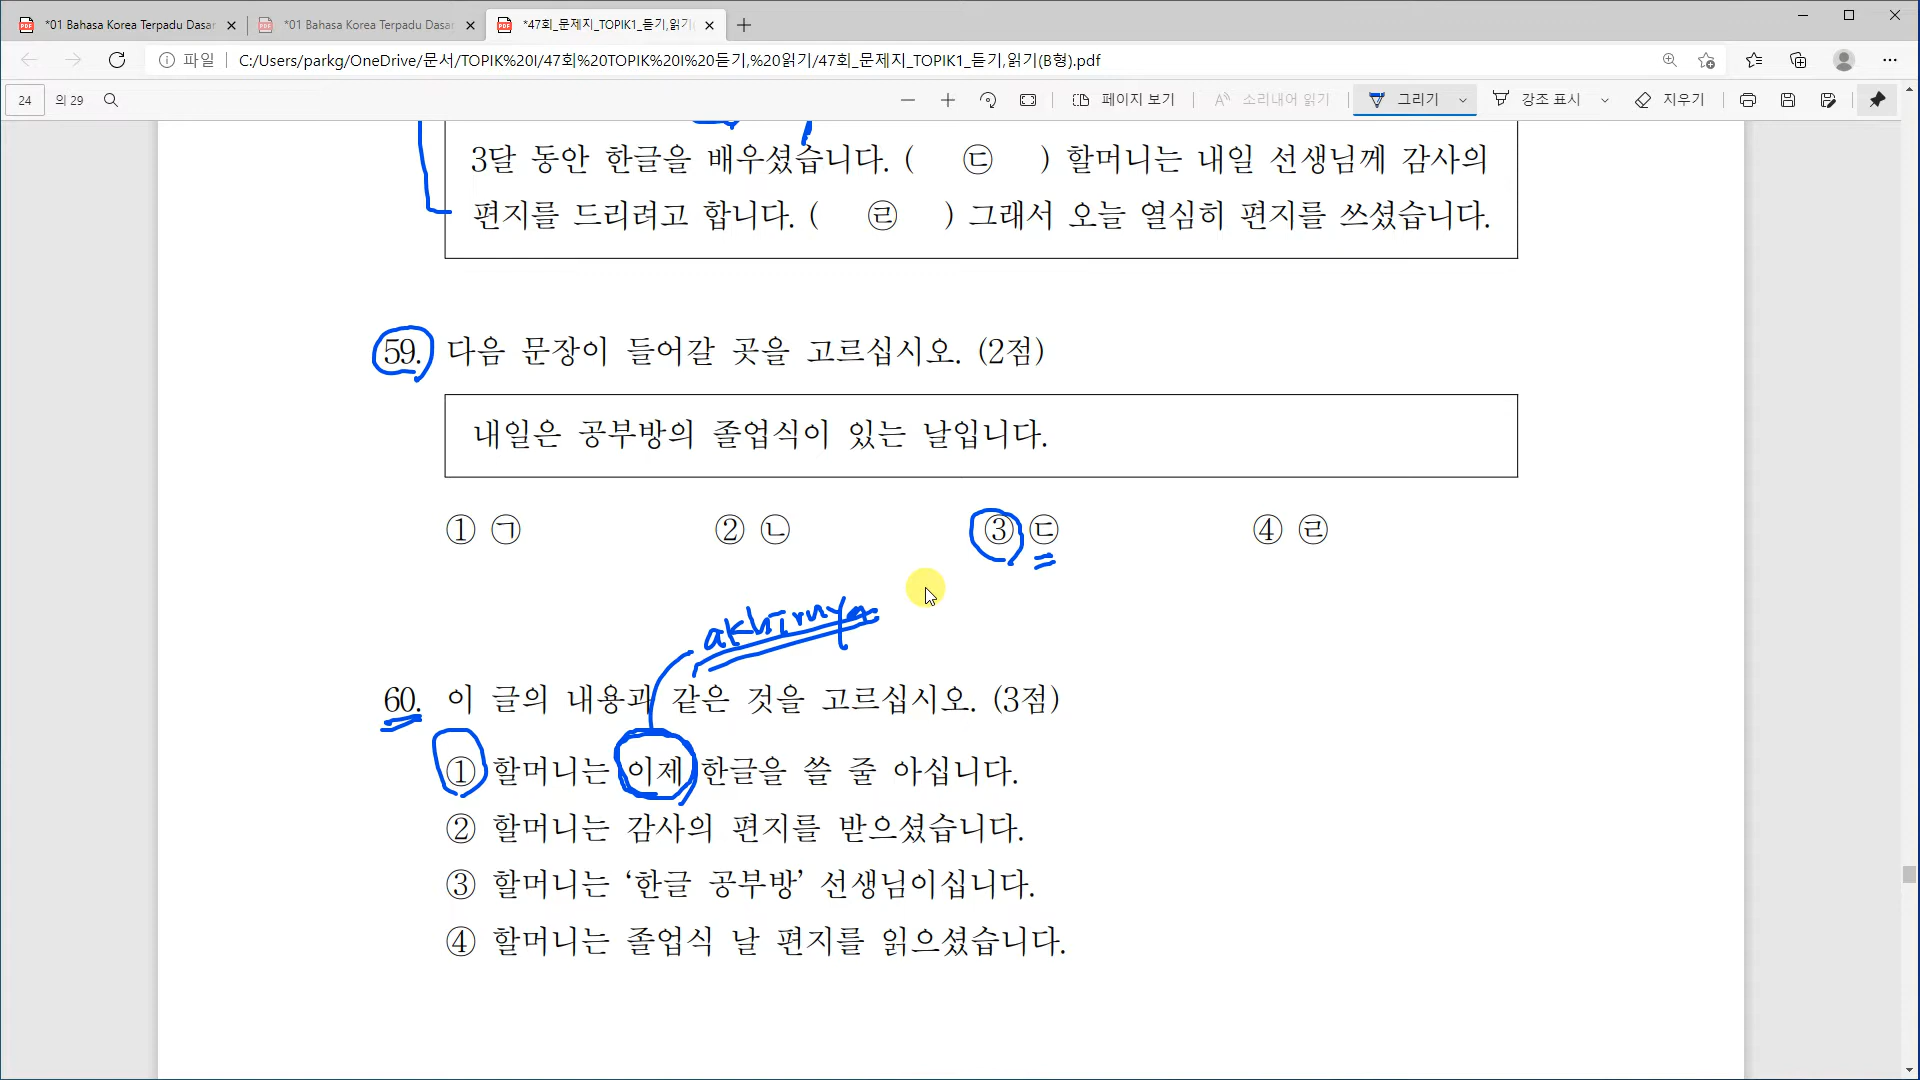 *01 Bahasa Korea Terpadu Dasar
*01 Bahasa Korea Terpadu Dasar
*47회_문제지_TOPIK1_듣기,읽기
파일
C:/Users/parkg/OneDrive/문서/TOPIK%20I/47회%20TOPIK%20I%20듣기,%20읽기/47회_문제지_TOPIK1_듣기,읽기(B형).pdf
24 의 29 페이지 보기 소리내어 읽기 그리기 강조 표시 지우기
3달 동안 한글을 배우셨습니다. ( ㉢ ) 할머니는 내일 선생님께 감사의
편지를 드리려고 합니다. ( ㉣ ) 그래서 오늘 열심히 편지를 쓰셨습니다.
59. 다음 문장이 들어갈 곳을 고르십시오. (2점)
내일은 공부방의 졸업식이 있는 날입니다.
① ㉠ ② ㉡ ③ ㉢ ④ ㉣
akhirnya
60. 이 글의 내용과 같은 것을 고르십시오. (3점)
① 할머니는 이제 한글을 쓸 줄 아십니다.
② 할머니는 감사의 편지를 받으셨습니다.
③ 할머니는 ‘한글 공부방’ 선생님이십니다.
④ 할머니는 졸업식 날 편지를 읽으셨습니다.